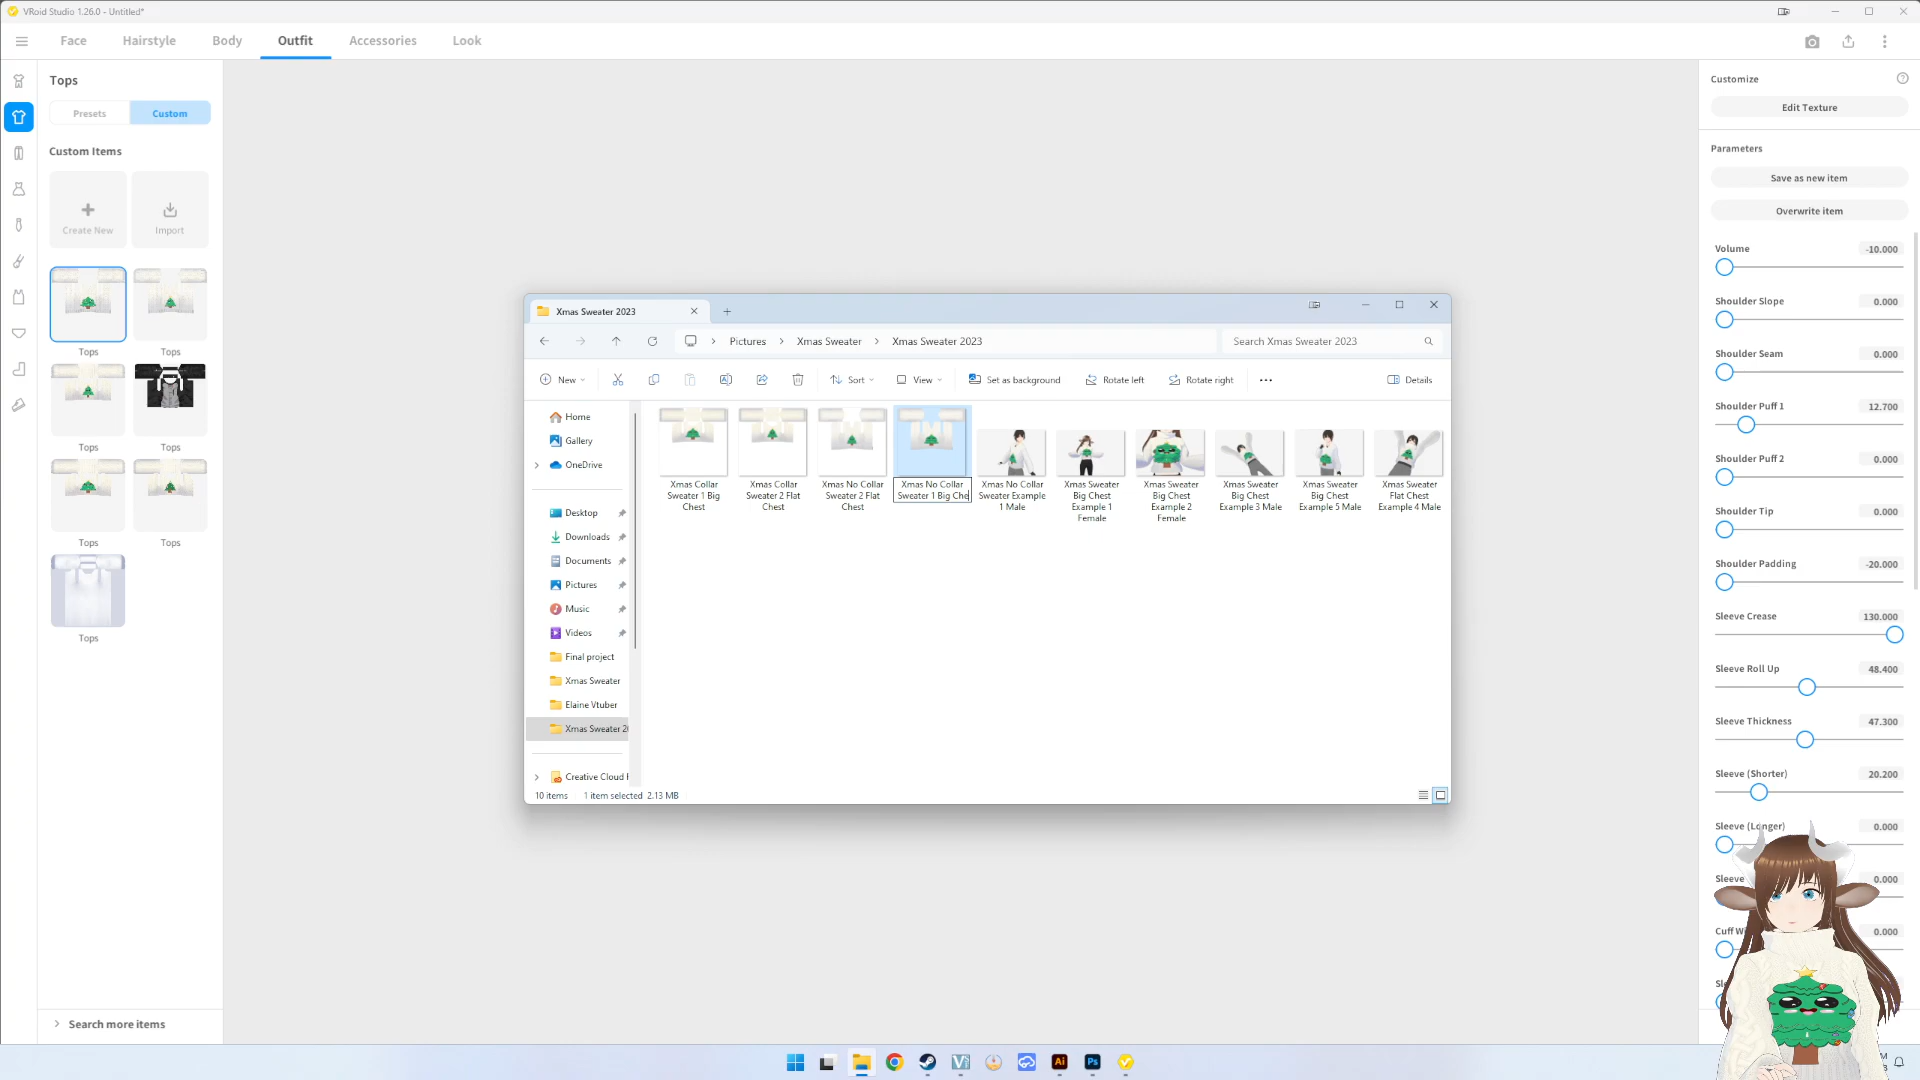 VRoid Studio 1.26.0 - Untitled*
Face
Hairstyle
Body
Outfit
Accessories
Look
Tops
Presets
Custom
Custom Items
Create New
Import
Tops
Tops
Tops
Tops
Tops
Tops
Tops
Search more items
Xmas Sweater 2023
Pictures
Xmas Sweater
Xmas Sweater 2023
Search Xmas Sweater 2023
New
Sort
View
Set as background
Rotate left
Rotate right
Details
Home
Gallery
OneDrive
Desktop
Downloads
Documents
Pictures
Music
Videos
Final project
Xmas Sweater
Elaine Vtuber
Xmas Sweater 20
Creative Cloud F
Xmas Collar
Sweater 1 Big
Chest
Xmas Collar
Sweater 2 Flat
Chest
Xmas No Collar
Sweater 2 Flat
Chest
Xmas No Collar
Sweater 1 Big Che
Xmas No Collar
Sweater Example
1 Male
Xmas Sweater
Big Chest
Example 1
Female
Xmas Sweater
Big Chest
Example 2
Female
Xmas Sweater
Big Chest
Example 3 Male
Xmas Sweater
Big Chest
Example 5 Male
Xmas Sweater
Flat Chest
Example 4 Male
10 items
1 item selected 2.13 MB
Customize
Edit Texture
Parameters
Save as new item
Overwrite item
Volume -10.000
Shoulder Slope 0.000
Shoulder Seam 0.000
Shoulder Puff 1 12.700
Shoulder Puff 2 0.000
Shoulder Tip 0.000
Shoulder Padding -20.000
Sleeve Crease 130.000
Sleeve Roll Up 48.400
Sleeve Thickness 47.300
Sleeve (Shorter) 20.200
Sleeve (Longer) 0.000
Sleeve 0.000
Cuff Wi 0.000
Ai
Ps